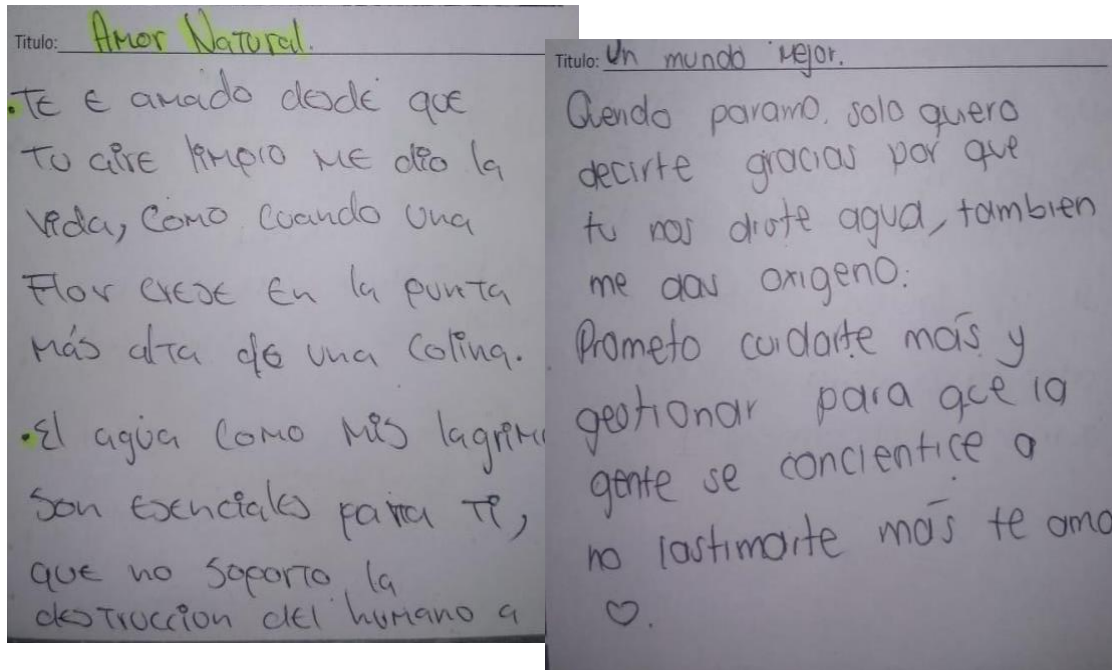 Titulo: Amor Natural.
• TE E amado desde que
Tu aire limpio ME dio la
vida, Como cuando una
Flor crese En la punta
Más alta de una Colina.
• El agua Como Mis lagrim
Son Esenciales para Ti,
que no Soporto la
destruccion del humano a
Titulo: Un mundo mejor.
Querido paramo, solo quiero
decirte gracias por que
tu nos diste agua, tambien
me das oxigeno.
Prometo cuidarte más y
gestionar para que la
gente se concientice a
no lastimarte más te amo
♡.